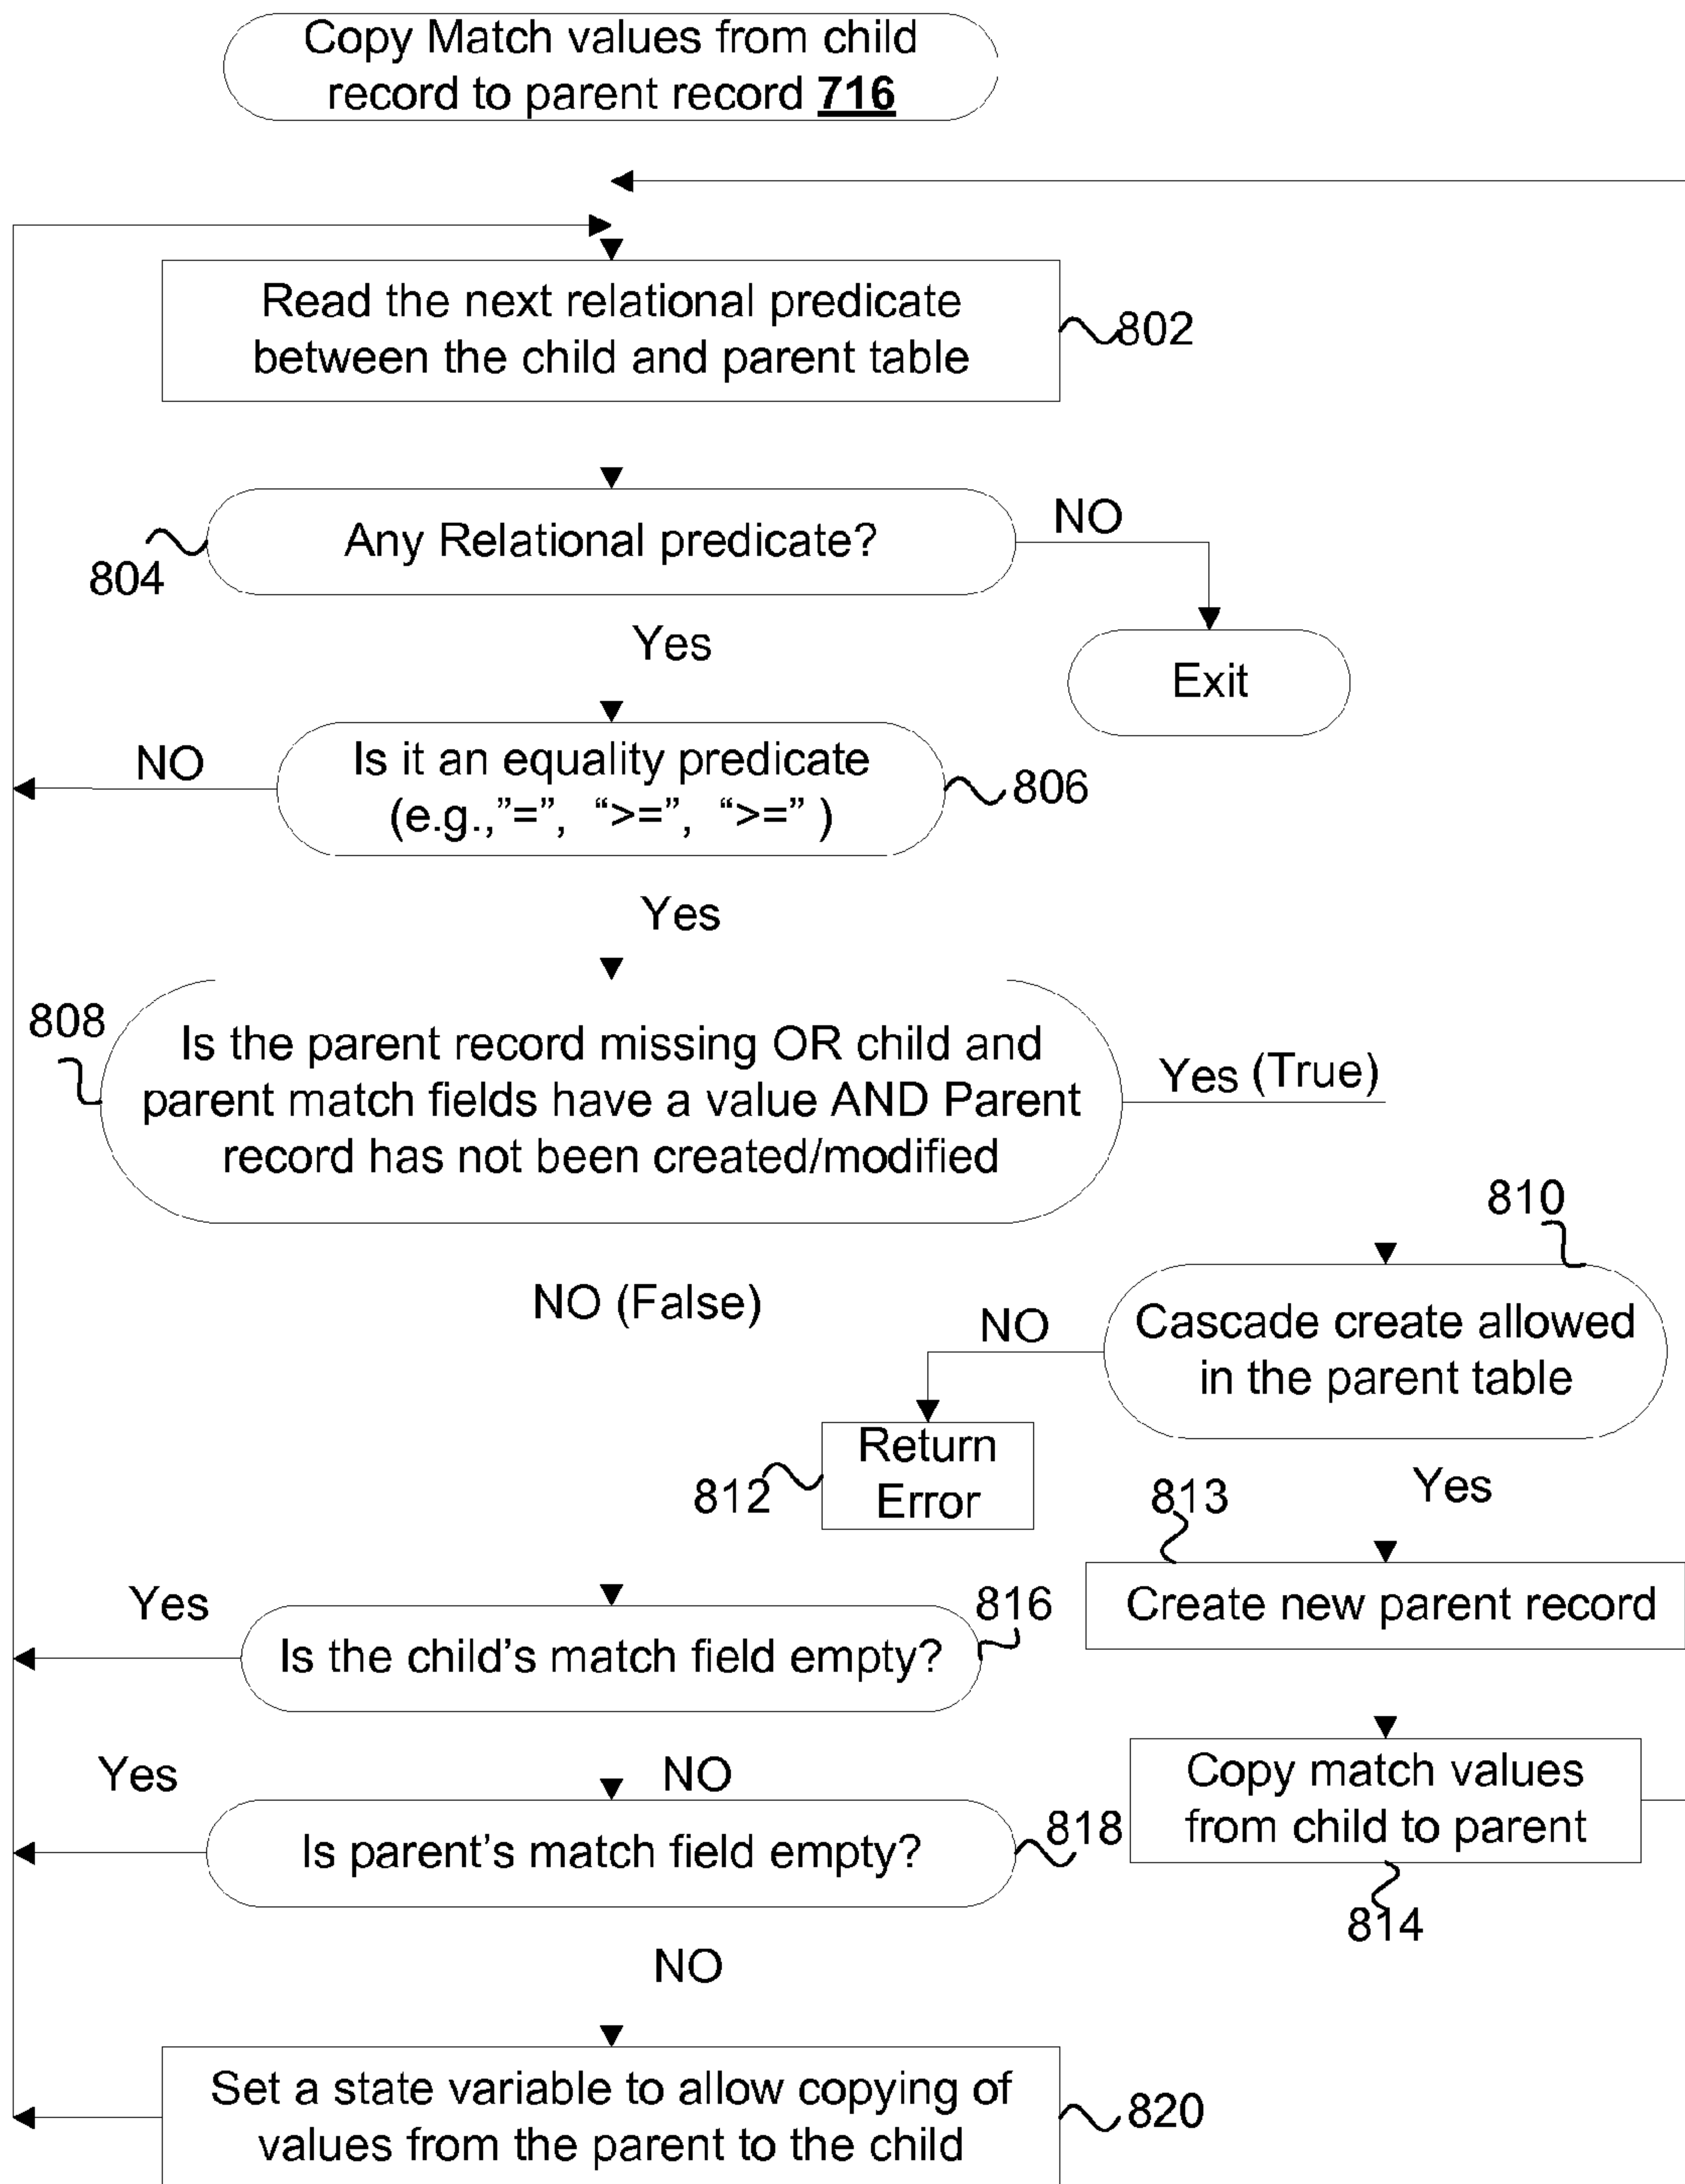 Copy Match values from child
record to parent record 716
Read the next relational predicate
between the child and parent table
802
Any Relational predicate?
NO
804
Yes
Exit
NO
Is it an equality predicate
(e.g.,”=”, “>=”, “>=” )
806
Yes
808
Is the parent record missing OR child and
parent match fields have a value AND Parent
record has not been created/modified
Yes (True)
810
NO (False)
NO
Cascade create allowed
in the parent table
Return
Error
812
813
Yes
Create new parent record
Yes
Is the child’s match field empty?
816
Yes
NO
Copy match values
from child to parent
Is parent’s match field empty?
818
814
NO
Set a state variable to allow copying of
values from the parent to the child
820